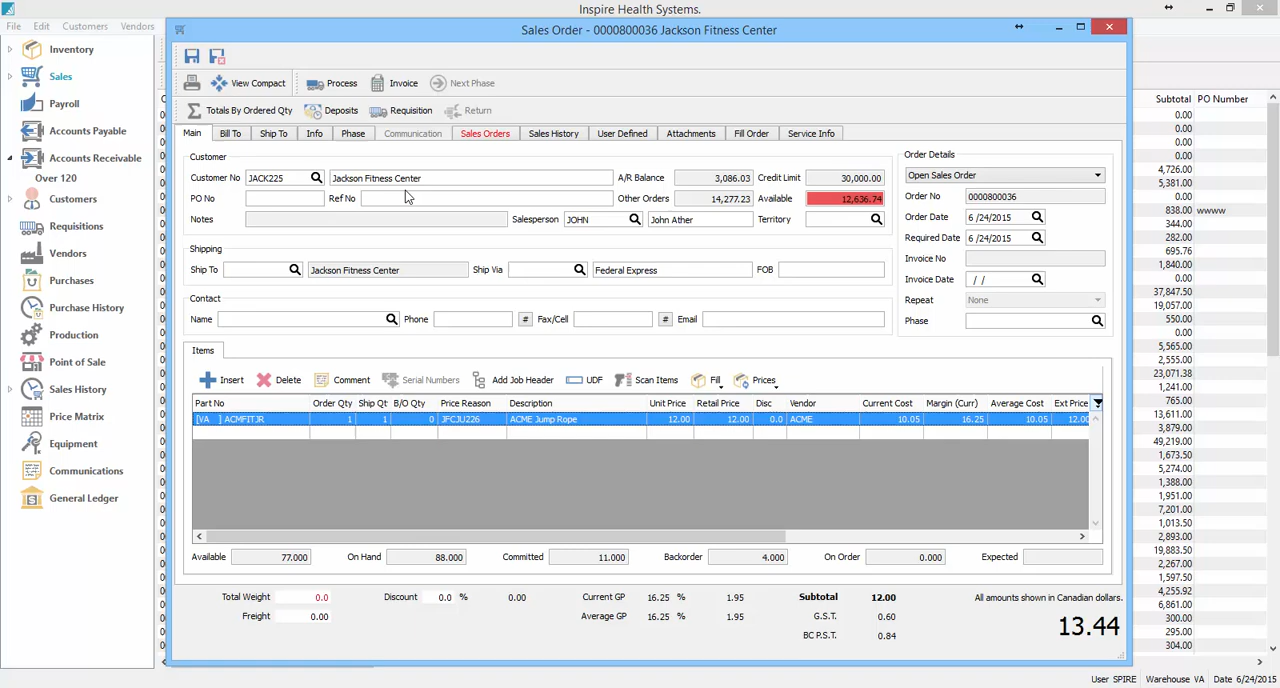 Inspire Health Systems.
File Edit Customers Vendors
Sales Order - 0000800036 Jackson Fitness Center
Inventory
Sales
Payroll
Accounts Payable
Accounts Receivable
Over 120
Customers
Requisitions
Vendors
Purchases
Purchase History
Production
Point of Sale
Sales History
Price Matrix
Equipment
Communications
General Ledger
View Compact Process Invoice Next Phase
Totals By Ordered Qty Deposits Requisition Return
Main Bill To Ship To Info Phase Communication Sales Orders Sales History User Defined Attachments Fill Order Service Info
Customer
Customer No JACK225 Jackson Fitness Center A/R Balance 3,086.03 Credit Limit 30,000.00
PO No Ref No Other Orders 14,277.23 Available 12,636.74
Notes Salesperson JOHN John Ather Territory
Shipping
Ship To Jackson Fitness Center Ship Via Federal Express FOB
Contact
Name Phone # Fax/Cell # Email
Order Details
Open Sales Order
Order No 0000800036
Order Date 6 /24/2015
Required Date 6 /24/2015
Invoice No
Invoice Date / /
Repeat None
Phase
Items
Insert Delete Comment Serial Numbers Add Job Header UDF Scan Items Fill Prices
Part No Order Qty Ship Qt B/O Qty Price Reason Description Unit Price Retail Price Disc Vendor Current Cost Margin (Curr) Average Cost Ext Price
[VA ] ACMFITJR 1 1 0 JFCJU226 ACME Jump Rope 12.00 12.00 0.0 ACME 10.05 16.25 10.05 12.00
Available 77.000 On Hand 88.000 Committed 11.000 Backorder 4.000 On Order 0.000 Expected
Total Weight 0.0 Discount 0.0 % 0.00 Current GP 16.25 % 1.95 Subtotal 12.00 All amounts shown in Canadian dollars.
Freight 0.00 Average GP 16.25 % 1.95 G.S.T. 0.60 13.44
BC P.S.T. 0.84
Subtotal PO Number
0.00
0.00
0.00
0.00
4,726.00
5,381.00
0.00
838.00 wwww
344.00
282.00
695.76
1,840.00
0.00
37,847.50
19,057.00
550.00
0.00
5,565.00
2,555.00
23,071.38
1,241.00
765.00
13,611.00
3,879.00
49,219.00
1,673.50
5,274.00
1,388.00
1,951.00
7,201.00
1,013.50
2,893.00
19,883.50
2,267.00
1,597.50
4,255.92
6,861.00
300.00
295.00
304.00
User SPIRE Warehouse VA Date 6/24/2015